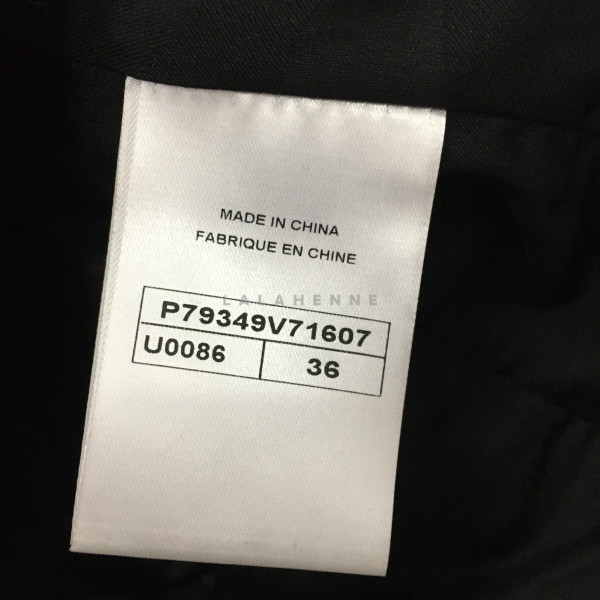 MADE IN CHINA
FABRIQUE EN CHINE
LALAHENNE
P79349V71607
U0086 36